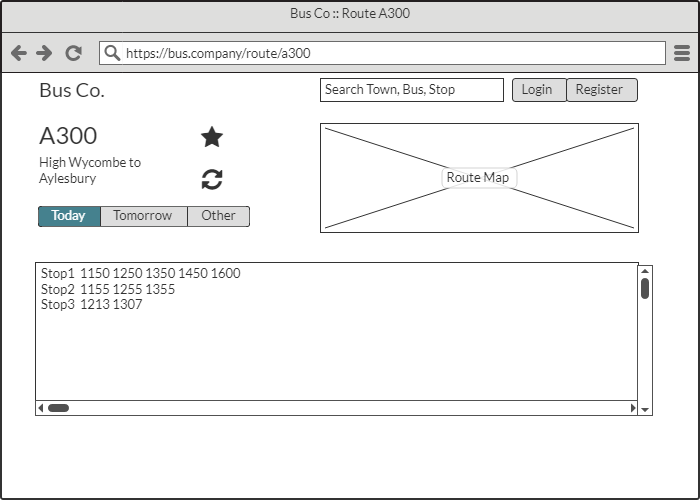 Bus Co :: Route A300
https://bus.company/route/a300
Bus Co.
Search Town, Bus, Stop
Login
Register
A300
High Wycombe to
Aylesbury
Route Map
Today
Tomorrow
Other
Stop1 1150 1250 1350 1450 1600
Stop2 1155 1255 1355
Stop3 1213 1307